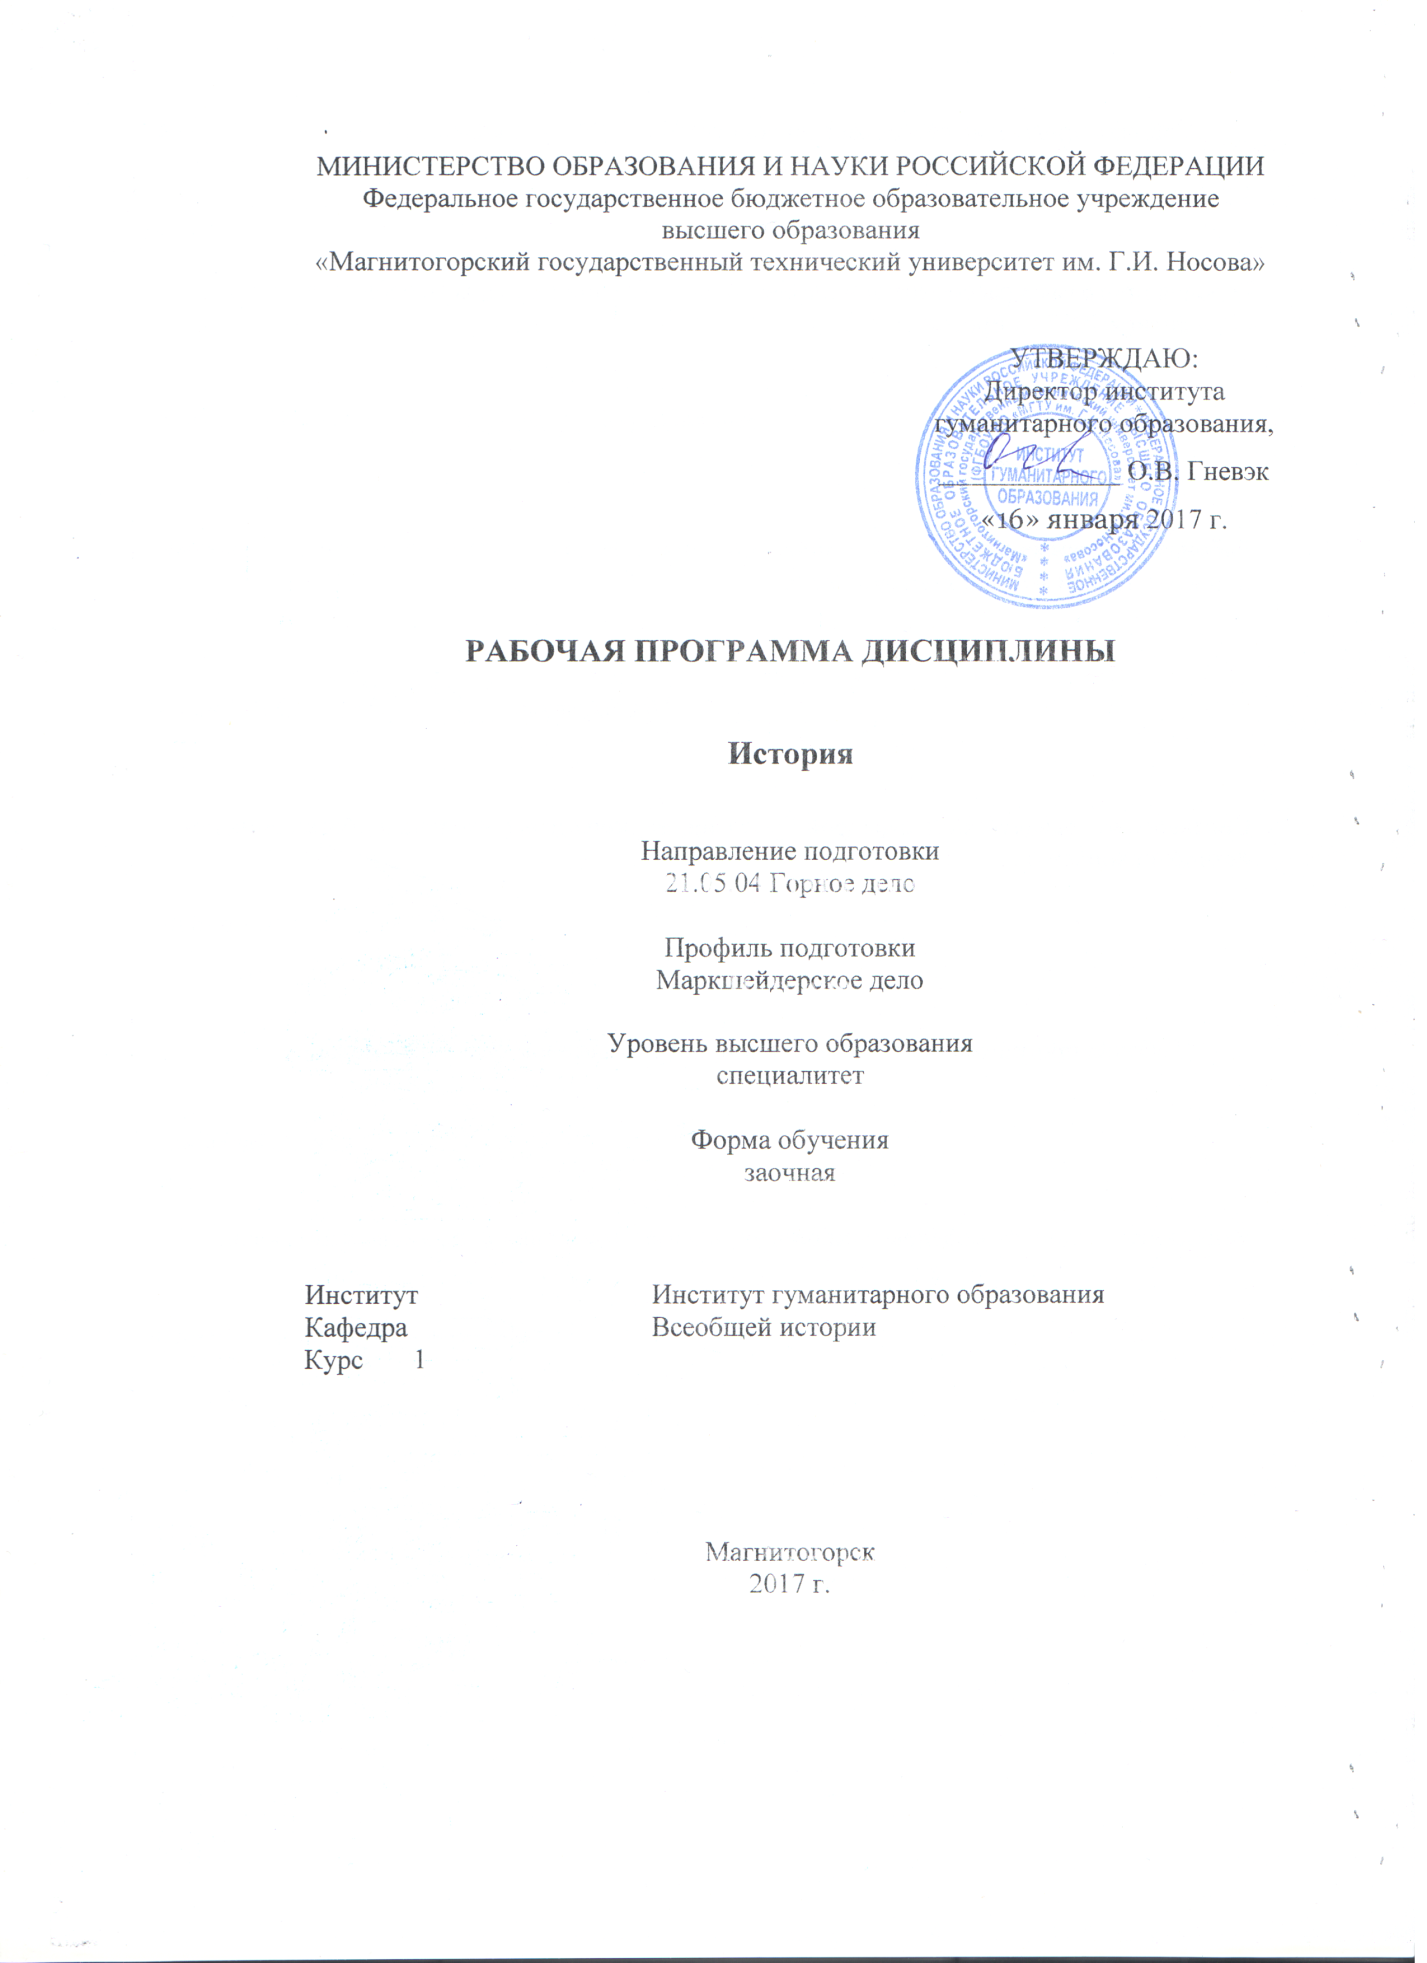 МИНИСТЕРСТВО ОБРАЗОВАНИЯ И НАУКИ РОССИЙСКОЙ ФЕДЕРАЦИИ
Федеральное государственное бюджетное образовательное учреждение
высшего образования
«Магнитогорский государственный технический университет им. Г.И. Носова»
УТВЕРЖДАЮ:
Директор института
гуманитарного образования,
О.В. Гневэк
«16» января 2017 г.
ИНСТИТУТ
ГУМАНИТАРНОГО
ОБРАЗОВАНИЯ
РАБОЧАЯ ПРОГРАММА ДИСЦИПЛИНЫ
История
Направление подготовки
21.05 04 Горное дело
Профиль подготовки
Маркшейдерское дело
Уровень высшего образования
специалитет
Форма обучения
заочная
Институт Институт гуманитарного образования
Кафедра Всеобщей истории
Курс 1
Магнитогорск
2017 г.